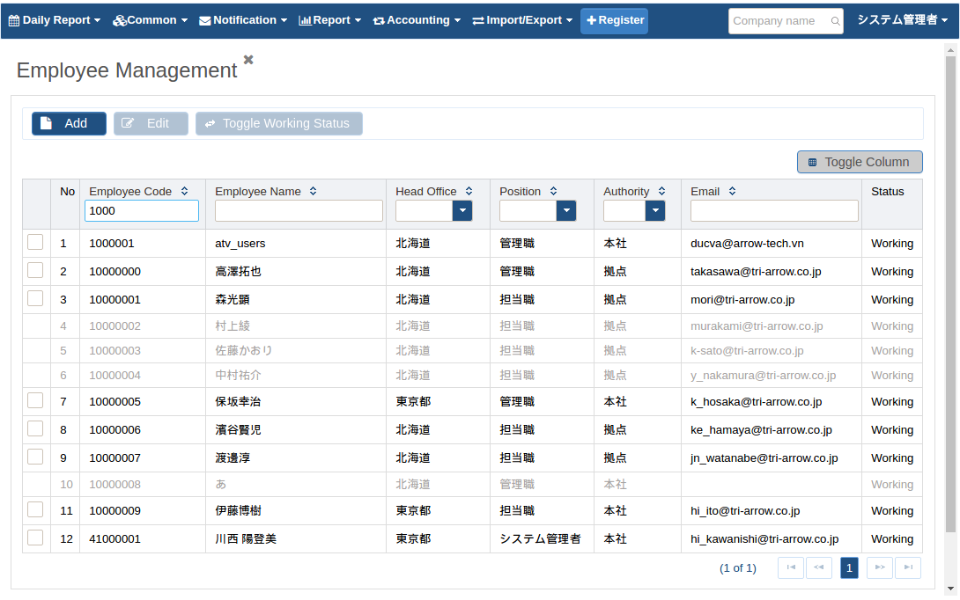 Daily Report Common Notification Report Accounting Import/Export Register Company name システム管理者
Employee Management
Add Edit Toggle Working Status
Toggle Column
No Employee Code Employee Name Head Office Position Authority Email Status
1000
1 1000001 atv_users 北海道 管理職 本社 ducva@arrow-tech.vn Working
2 10000000 高澤拓也 北海道 管理職 拠点 takasawa@tri-arrow.co.jp Working
3 10000001 森光顕 北海道 担当職 拠点 mori@tri-arrow.co.jp Working
4 10000002 村上綾 北海道 担当職 拠点 murakami@tri-arrow.co.jp Working
5 10000003 佐藤かおり 北海道 担当職 拠点 k-sato@tri-arrow.co.jp Working
6 10000004 中村祐介 北海道 担当職 拠点 y_nakamura@tri-arrow.co.jp Working
7 10000005 保坂幸治 東京都 管理職 本社 k_hosaka@tri-arrow.co.jp Working
8 10000006 濱谷賢児 東京都 担当職 拠点 ke_hamaya@tri-arrow.co.jp Working
9 10000007 渡邊淳 東京都 担当職 拠点 jn_watanabe@tri-arrow.co.jp Working
10 10000008 あ 北海道 管理職 本社 Working
11 10000009 伊藤博樹 東京都 担当職 本社 hi_ito@tri-arrow.co.jp Working
12 41000001 川西 陽登美 東京都 システム管理者 本社 hi_kawanishi@tri-arrow.co.jp Working
(1 of 1) 1